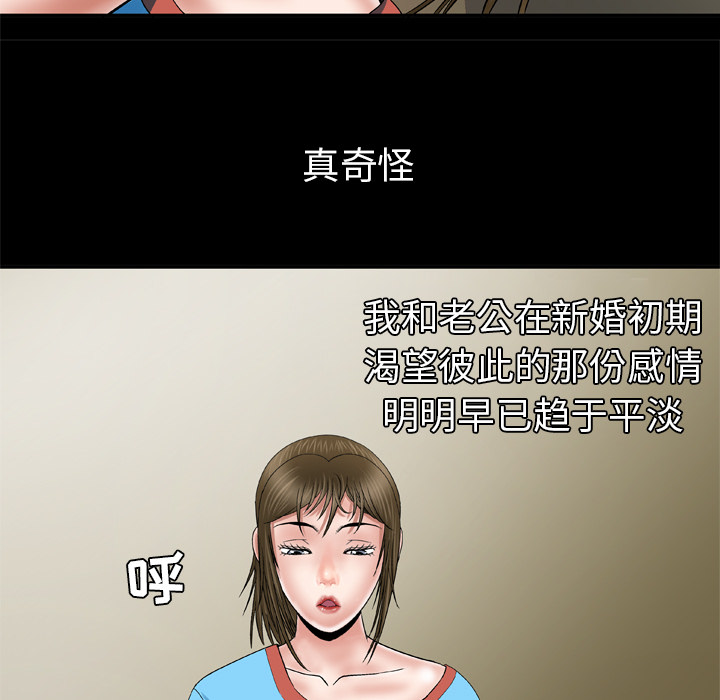 真奇怪
我和老公在新婚初期
渴望彼此的那份感情
明明早已趋于平淡
呼